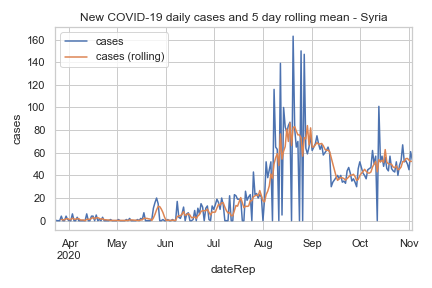 New COVID-19 daily cases and 5 day rolling mean - Syria
cases
cases (rolling)
160
140
120
100
80
60
40
20
0
cases
Apr May Jun Jul Aug Sep Oct Nov
2020
dateRep